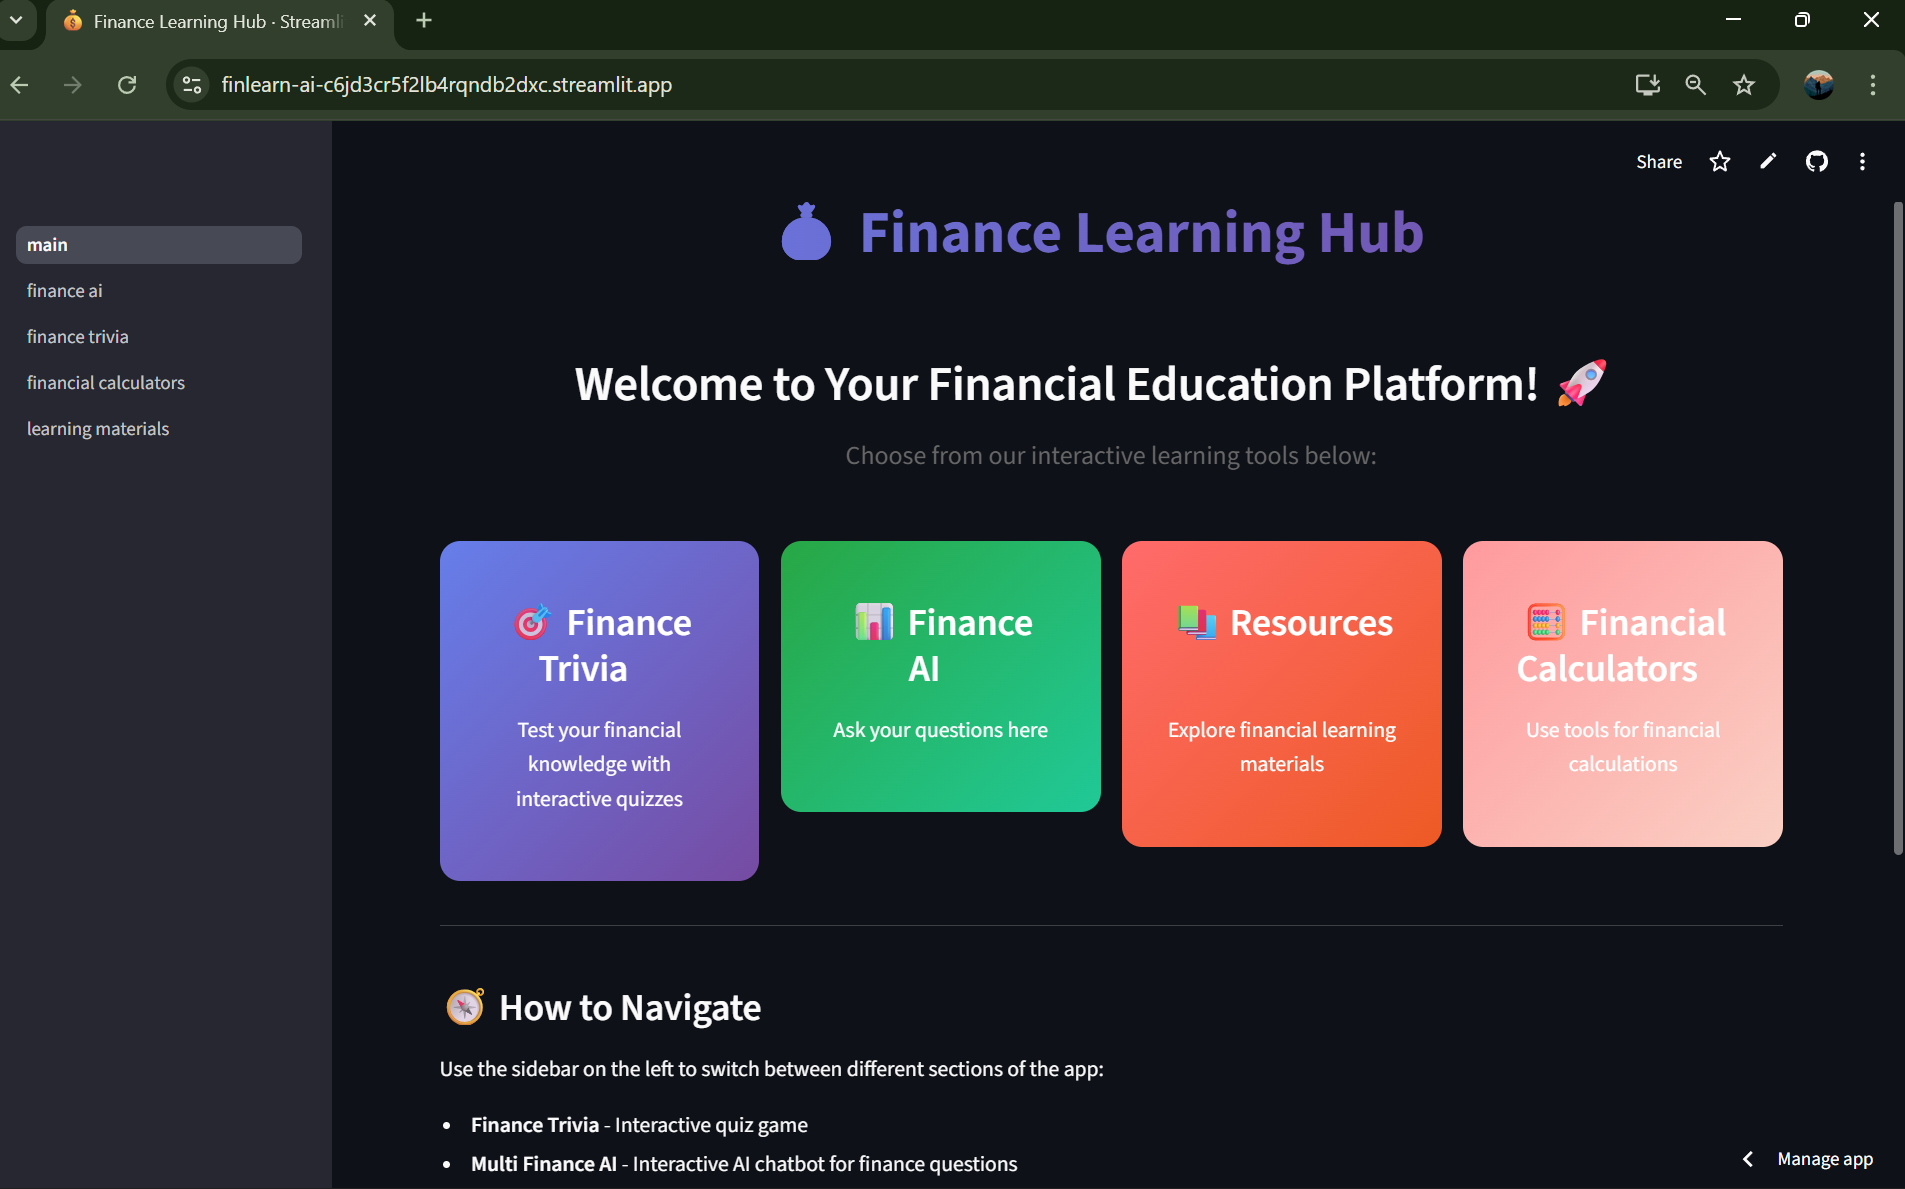 Finance Learning Hub · Streamli
finlearn-ai-c6jd3cr5f2lb4rqndb2dxc.streamlit.app
Share
main
finance ai
finance trivia
financial calculators
learning materials
Finance Learning Hub
Welcome to Your Financial Education Platform! 🚀
Choose from our interactive learning tools below:
🎯 Finance
Trivia
Test your financial
knowledge with
interactive quizzes
📊 Finance
AI
Ask your questions here
📚 Resources
Explore financial learning
materials
🧮 Financial
Calculators
Use tools for financial
calculations
🧭 How to Navigate
Use the sidebar on the left to switch between different sections of the app:
• Finance Trivia - Interactive quiz game
• Multi Finance AI - Interactive AI chatbot for finance questions
Manage app